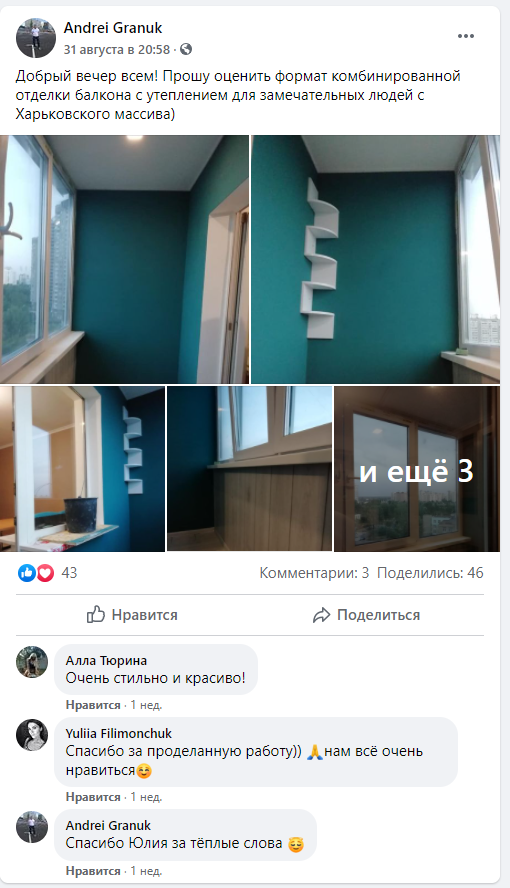 Andrei Granuk
31 августа в 20:58 ·
Добрый вечер всем! Прошу оценить формат комбинированной
отделки балкона с утеплением для замечательных людей с
Харьковского массива)
и ещё 3
43
Комментарии: 3 Поделились: 46
Нравится
Поделиться
Алла Тюрина
Очень стильно и красиво!
Нравится · 1 нед.
Yuliia Filimonchuk
Спасибо за проделанную работу)) 🙏нам всё очень
нравиться😊
Нравится · 1 нед.
Andrei Granuk
Спасибо Юлия за тёплые слова 😇
Нравится · 1 нед.